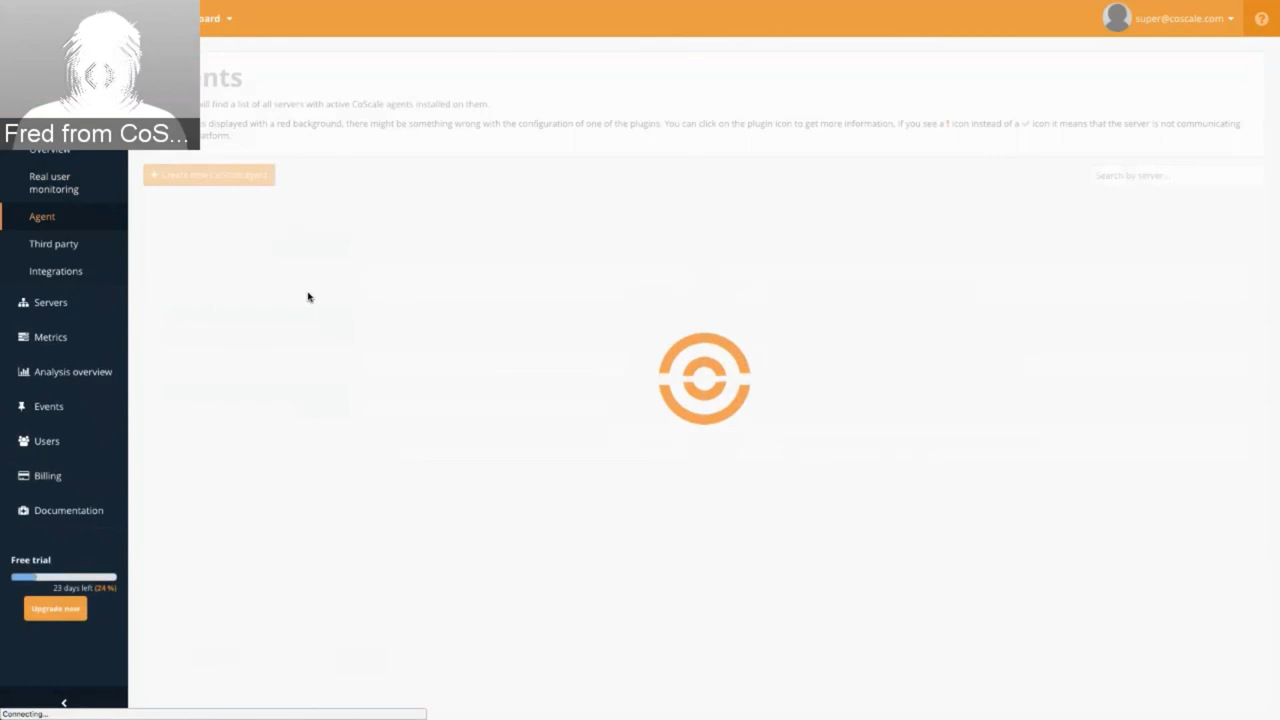 oard
super@coscale.com
?
Fred from CoS...
nts
will find a list of all servers with active CoScale agents installed on them.
s displayed with a red background, there might be something wrong with the configuration of one of the plugins. You can click on the plugin icon to get more information. If you see a ! icon instead of a ✓ icon it means that the server is not communicating
atform.
Overview
Real user
monitoring
Agent
Third party
Integrations
Servers
Metrics
Analysis overview
Events
Users
Billing
Documentation
Search by server...
Free trial
23 days left (24 %)
Upgrade now
Connecting...